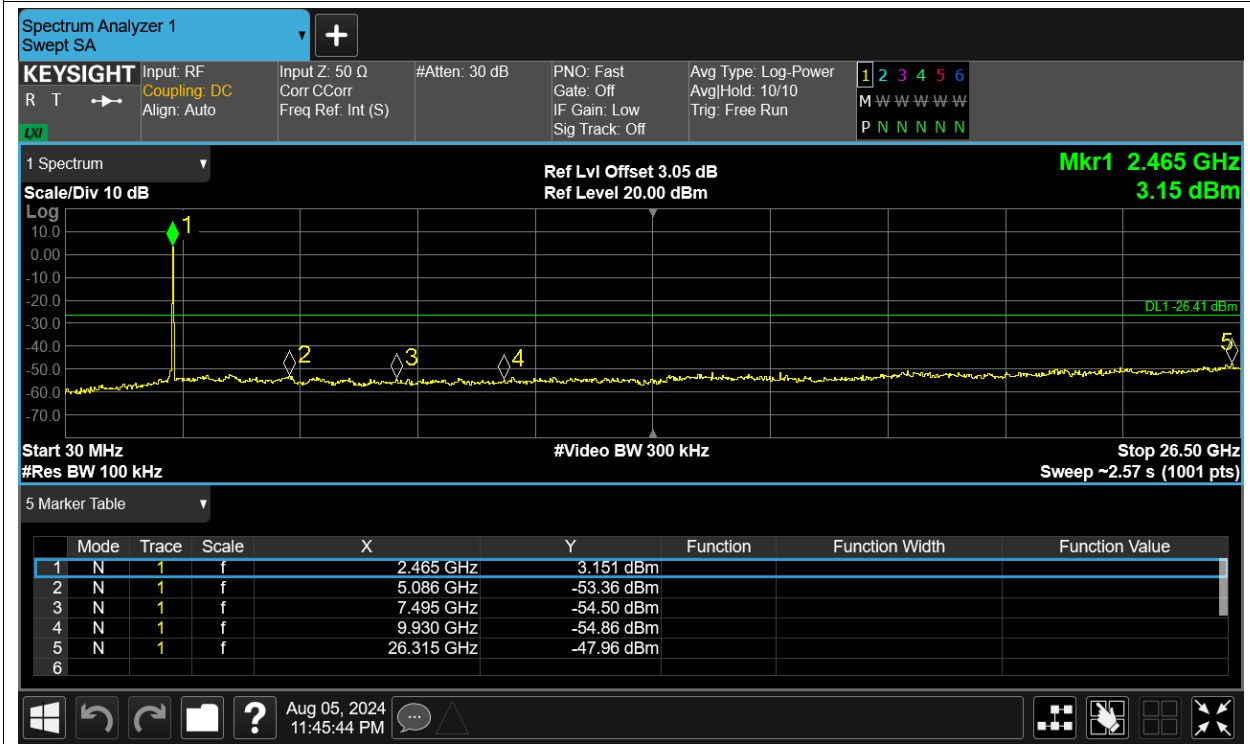 Spectrum Analyzer 1
Swept SA
+
KEYSIGHT
R T
LXI
Input: RF
Coupling: DC
Align: Auto
Input Z: 50 Ω
Corr CCorr
Freq Ref: Int (S)
#Atten: 30 dB
PNO: Fast
Gate: Off
IF Gain: Low
Sig Track: Off
Avg Type: Log-Power
Avg|Hold: 10/10
Trig: Free Run
1 2 3 4 5 6
M W W W W W
P N N N N N
1 Spectrum
Scale/Div 10 dB
Ref Lvl Offset 3.05 dB
Ref Level 20.00 dBm
Mkr1 2.465 GHz
3.15 dBm
Log
10.0
0.00
-10.0
-20.0
-30.0
-40.0
-50.0
-60.0
-70.0
1
DL1 -26.41 dBm
2
3
4
5
Start 30 MHz
#Video BW 300 kHz
Stop 26.50 GHz
#Res BW 100 kHz
Sweep ~2.57 s (1001 pts)
5 Marker Table
Mode Trace Scale X Y Function Function Width Function Value
1 N 1 f 2.465 GHz 3.151 dBm
2 N 1 f 5.086 GHz -53.36 dBm
3 N 1 f 7.495 GHz -54.50 dBm
4 N 1 f 9.930 GHz -54.86 dBm
5 N 1 f 26.315 GHz -47.96 dBm
6
?
Aug 05, 2024
11:45:44 PM